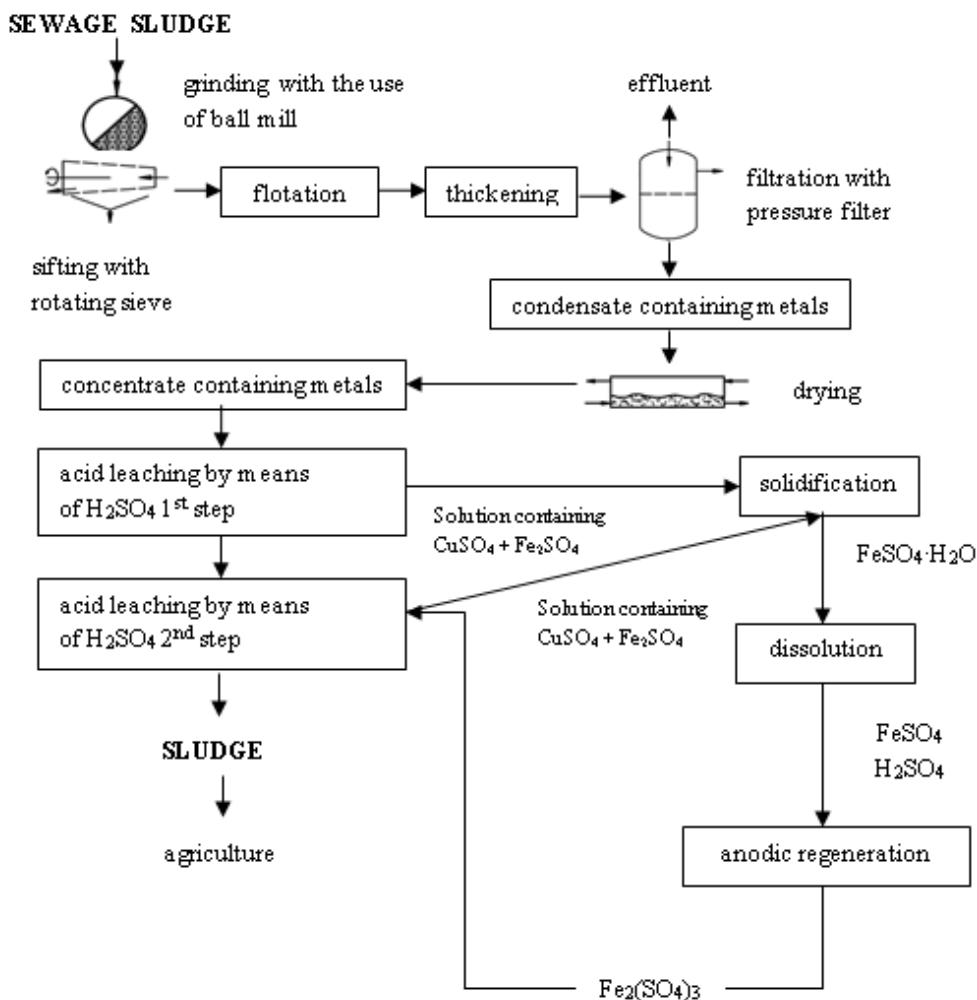 SEWAGE SLUDGE
grinding with the use
of ball mill
effluent
flotation
thickening
filtration with
pressure filter
sifting with
rotating sieve
condensate containing metals
concentrate containing metals
drying
acid leaching by means
of H₂SO₄ 1ˢᵗ step
solidification
Solution containing
CuSO₄ + Fe₂SO₄
FeSO₄·H₂O
acid leaching by means
of H₂SO₄ 2ⁿᵈ step
Solution containing
CuSO₄ + Fe₂SO₄
dissolution
SLUDGE
FeSO₄
H₂SO₄
agriculture
anodic regeneration
Fe₂(SO₄)₃